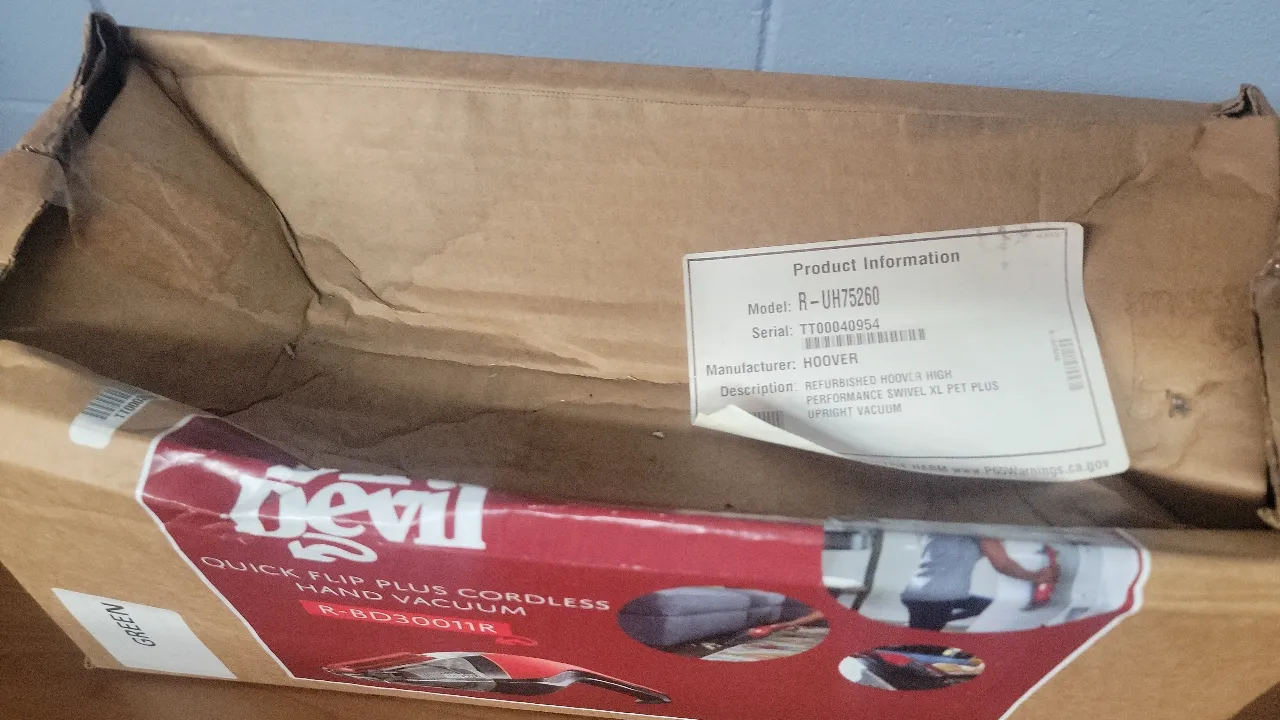 Product Information
Model: R-UH75260
Serial: TT00040954
Manufacturer: HOOVER
Description: REFURBISHED HOOVER HIGH
PERFORMANCE SWIVEL XL PET PLUS
UPRIGHT VACUUM
HARM www.P65Warnings.ca.gov
Devil
QUICK FLIP PLUS CORDLESS
HAND VACUUM
R-BD30011R
GREEN